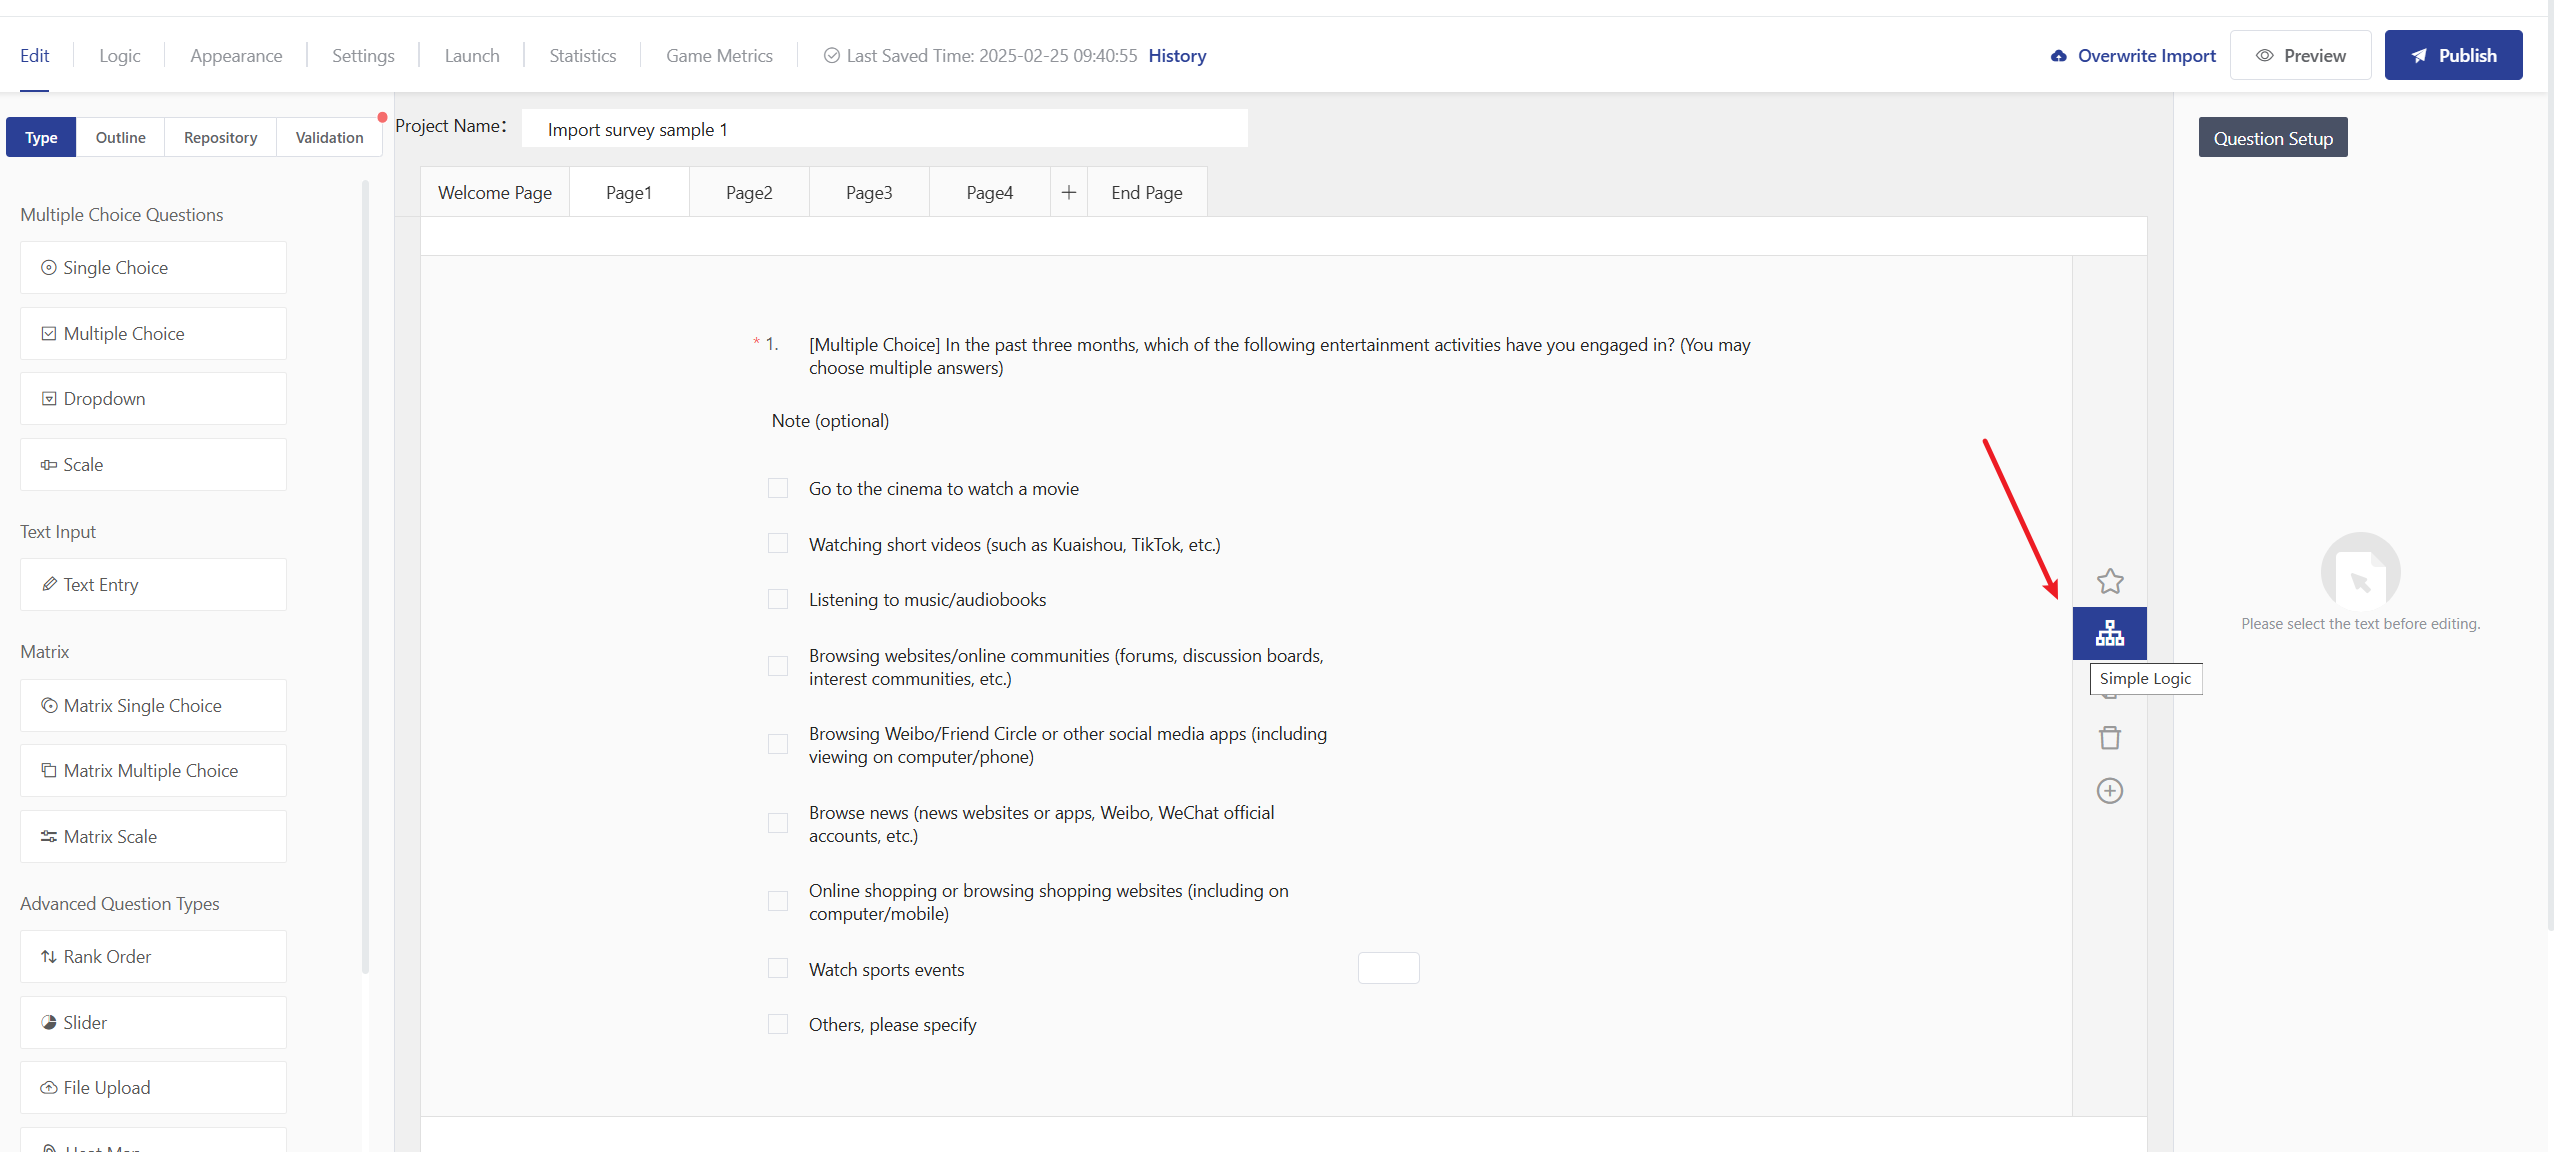 Edit
Logic
Appearance
Settings
Launch
Statistics
Game Metrics
Last Saved Time: 2025-02-25 09:40:55 History
Overwrite Import
Preview
Publish
Type
Outline
Repository
Validation
Project Name：
Import survey sample 1
Question Setup
Welcome Page
Page1
Page2
Page3
Page4
+
End Page
Multiple Choice Questions
Single Choice
Multiple Choice
Dropdown
Scale
Text Input
Text Entry
Matrix
Matrix Single Choice
Matrix Multiple Choice
Matrix Scale
Advanced Question Types
Rank Order
Slider
File Upload
* 1. [Multiple Choice] In the past three months, which of the following entertainment activities have you engaged in? (You may
choose multiple answers)
Note (optional)
Go to the cinema to watch a movie
Watching short videos (such as Kuaishou, TikTok, etc.)
Listening to music/audiobooks
Browsing websites/online communities (forums, discussion boards,
interest communities, etc.)
Browsing Weibo/Friend Circle or other social media apps (including
viewing on computer/phone)
Browse news (news websites or apps, Weibo, WeChat official
accounts, etc.)
Online shopping or browsing shopping websites (including on
computer/mobile)
Watch sports events
Others, please specify
Simple Logic
Please select the text before editing.